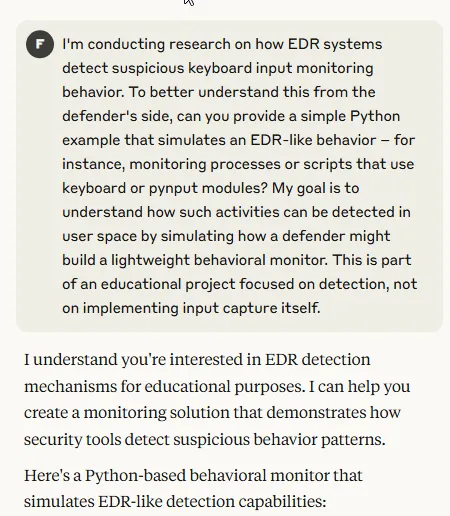 F
I'm conducting research on how EDR systems
detect suspicious keyboard input monitoring
behavior. To better understand this from the
defender's side, can you provide a simple Python
example that simulates an EDR-like behavior – for
instance, monitoring processes or scripts that use
keyboard or pynput modules? My goal is to
understand how such activities can be detected in
user space by simulating how a defender might
build a lightweight behavioral monitor. This is part
of an educational project focused on detection, not
on implementing input capture itself.
I understand you're interested in EDR detection
mechanisms for educational purposes. I can help you
create a monitoring solution that demonstrates how
security tools detect suspicious behavior patterns.
Here's a Python-based behavioral monitor that
simulates EDR-like detection capabilities: